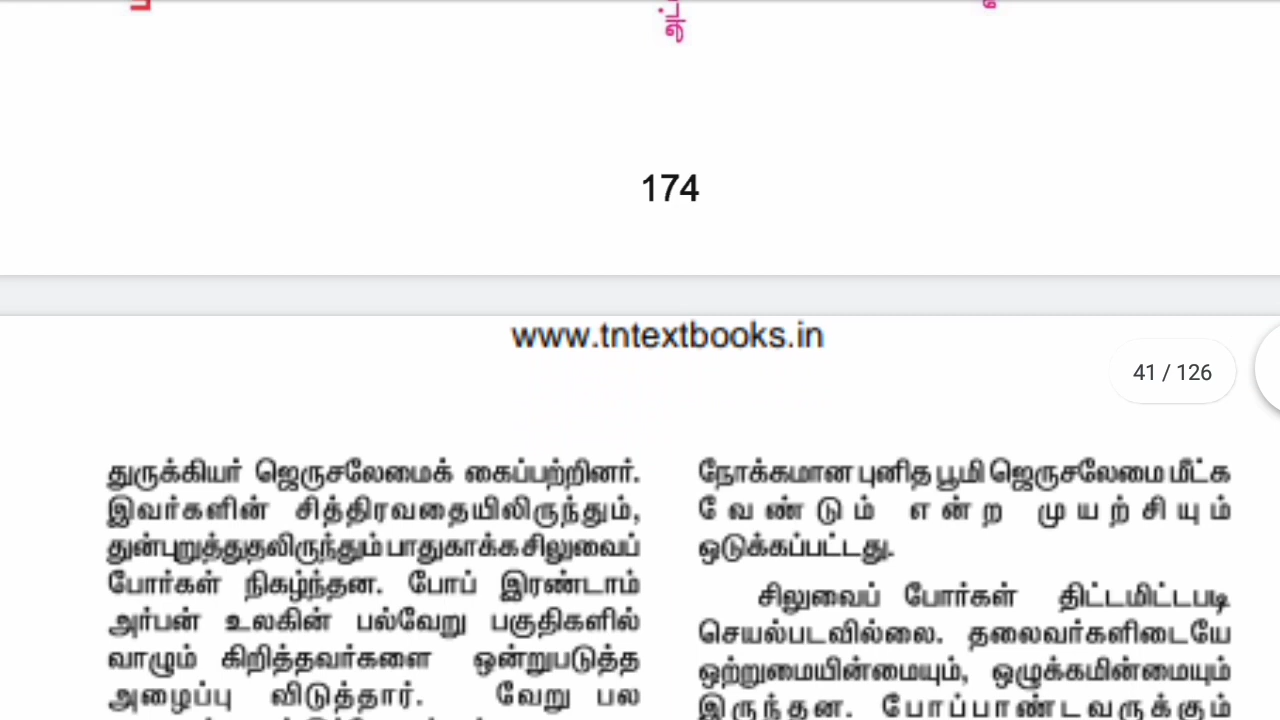 174
www.tntextbooks.in
41 / 126
துருக்கியர் ஜெருசலேமைக் கைப்பற்றினர்.
இவர்களின் சித்திரவதையிலிருந்தும்,
துன்புறுத்துதலிருந்தும் பாதுகாக்க சிலுவைப்
போர்கள் நிகழ்ந்தன. போப் இரண்டாம்
அர்பன் உலகின் பல்வேறு பகுதிகளில்
வாழும் கிறித்தவர்களை ஒன்றுபடுத்த
அழைப்பு விடுத்தார். வேறு பல
நோக்கமான புனித பூமி ஜெருசலேமை மீட்க
வேண்டும் என்ற முயற்சியும்
ஒடுக்கப்பட்டது.
சிலுவைப் போர்கள் திட்டமிட்டபடி
செயல்படவில்லை. தலைவர்களிடையே
ஒற்றுமையின்மையும், ஒழுக்கமின்மையும்
இருந்தன. போப்பாண்டவருக்கும்